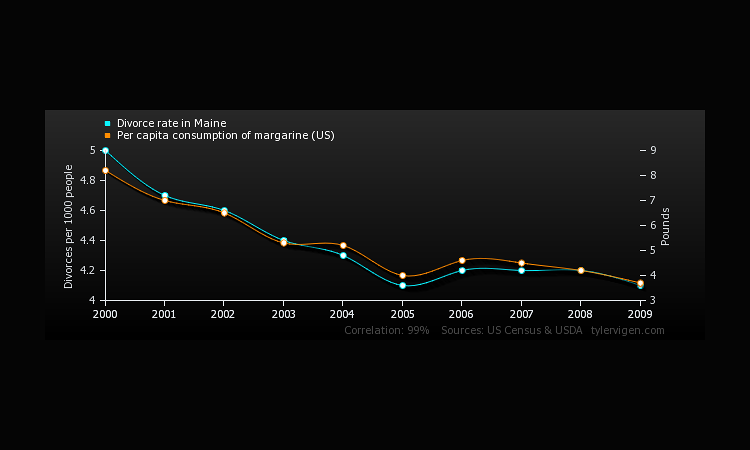 Divorce rate in Maine
Per capita consumption of margarine (US)
Divorces per 1000 people
5
4.8
4.6
4.4
4.2
4
9
8
7
6
5
4
3
Pounds
2000 2001 2002 2003 2004 2005 2006 2007 2008 2009
Correlation: 99% Sources: US Census & USDA tylervigen.com